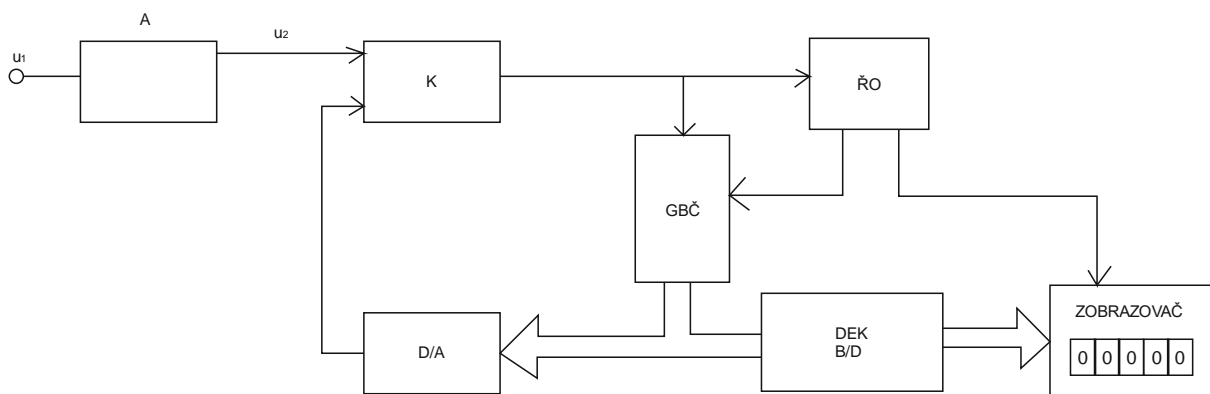 A
u1
u2
K
ŘO
GBČ
D/A
DEK
B/D
ZOBRAZOVAČ
0 0 0 0 0